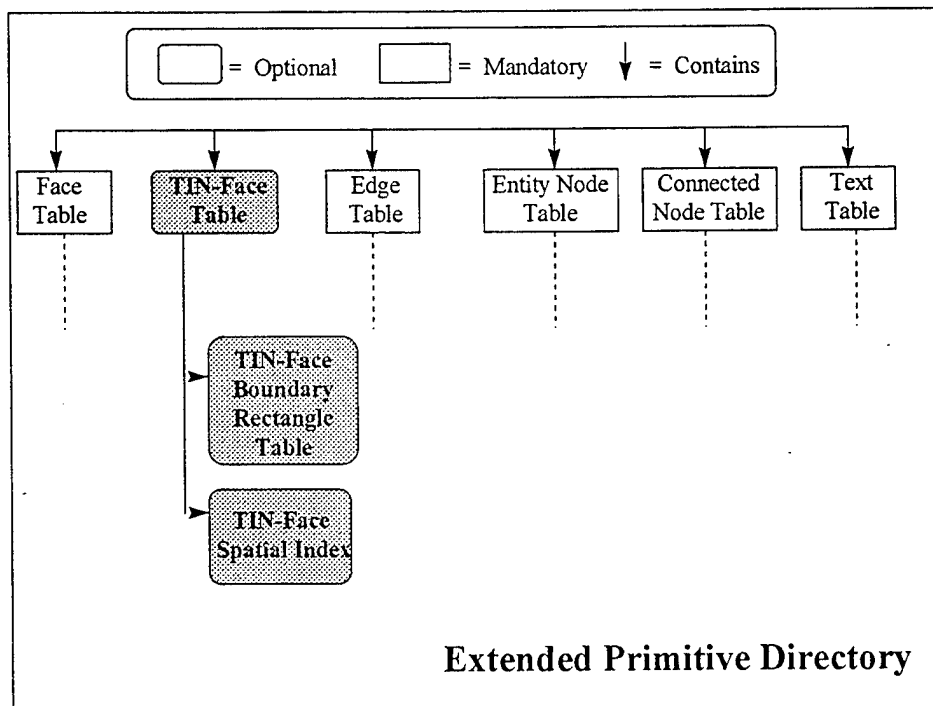 = Optional
= Mandatory
= Contains
Face
Table
TIN-Face
Table
Edge
Table
Entity Node
Table
Connected
Node Table
Text
Table
TIN-Face
Boundary
Rectangle
Table
TIN-Face
Spatial Index
Extended Primitive Directory